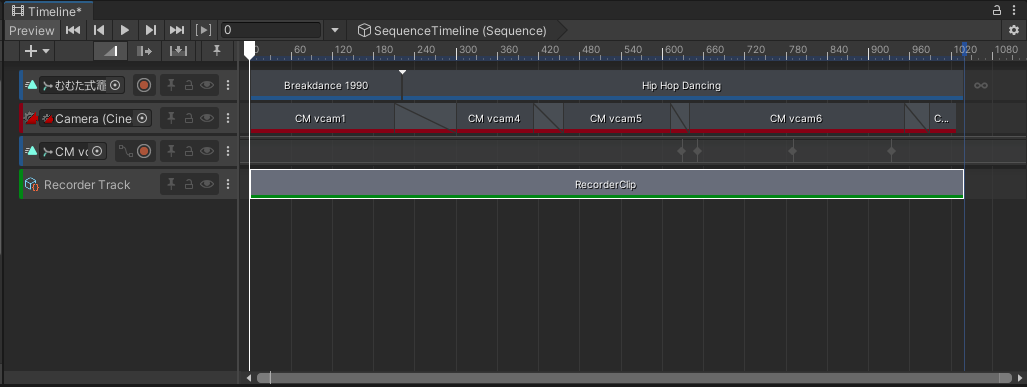 Timeline*
Preview 0 SequenceTimeline (Sequence)
0 60 120 180 240 300 360 420 480 540 600 660 720 780 840 900 960 1020 1080
むむた式 Breakdance 1990 Hip Hop Dancing
Camera (Cine CM vcam1 CM vcam4 CM vcam5 CM vcam6 C...
CM vc
Recorder Track RecorderClip